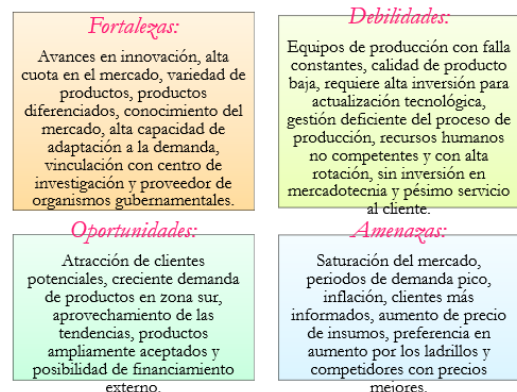 Fortalezas:
Avances en innovación, alta
cuota en el mercado, variedad de
productos, productos
diferenciados, conocimiento del
mercado, alta capacidad de
adaptación a la demanda,
vinculación con centro de
investigación y proveedor de
organismos gubernamentales.
Debilidades:
Equipos de producción con falla
constantes, calidad de producto
baja, requiere alta inversión para
actualización tecnológica,
gestión deficiente del proceso de
producción, recursos humanos
no competentes y con alta
rotación, sin inversión en
mercadotecnia y pésimo servicio
al cliente.
Oportunidades:
Atracción de clientes
potenciales, creciente demanda
de productos en zona sur,
aprovechamiento de las
tendencias, productos
ampliamente aceptados y
posibilidad de financiamiento
externo.
Amenazas:
Saturación del mercado,
periodos de demanda pico,
inflación, clientes más
informados, aumento de precio
de insumos, preferencia en
aumento por los ladrillos y
competidores con precios
mejores.